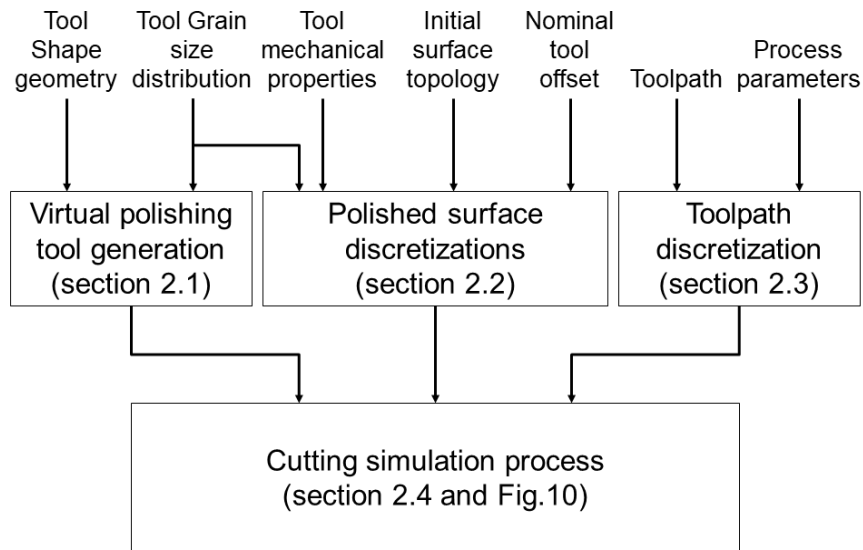 Tool
Shape
geometry
Tool Grain
size
distribution
Tool
mechanical
properties
Initial
surface
topology
Nominal
tool
offset
Toolpath
Process
parameters
Virtual polishing
tool generation
(section 2.1)
Polished surface
discretizations
(section 2.2)
Toolpath
discretization
(section 2.3)
Cutting simulation process
(section 2.4 and Fig.10)